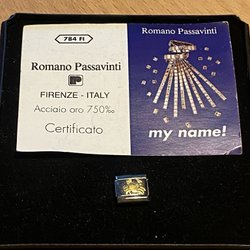 784 FI
Romano Passavinti
FIRENZE - ITALY
Acciaio oro 750‰
Certificato
Romano Passavinti
my name!